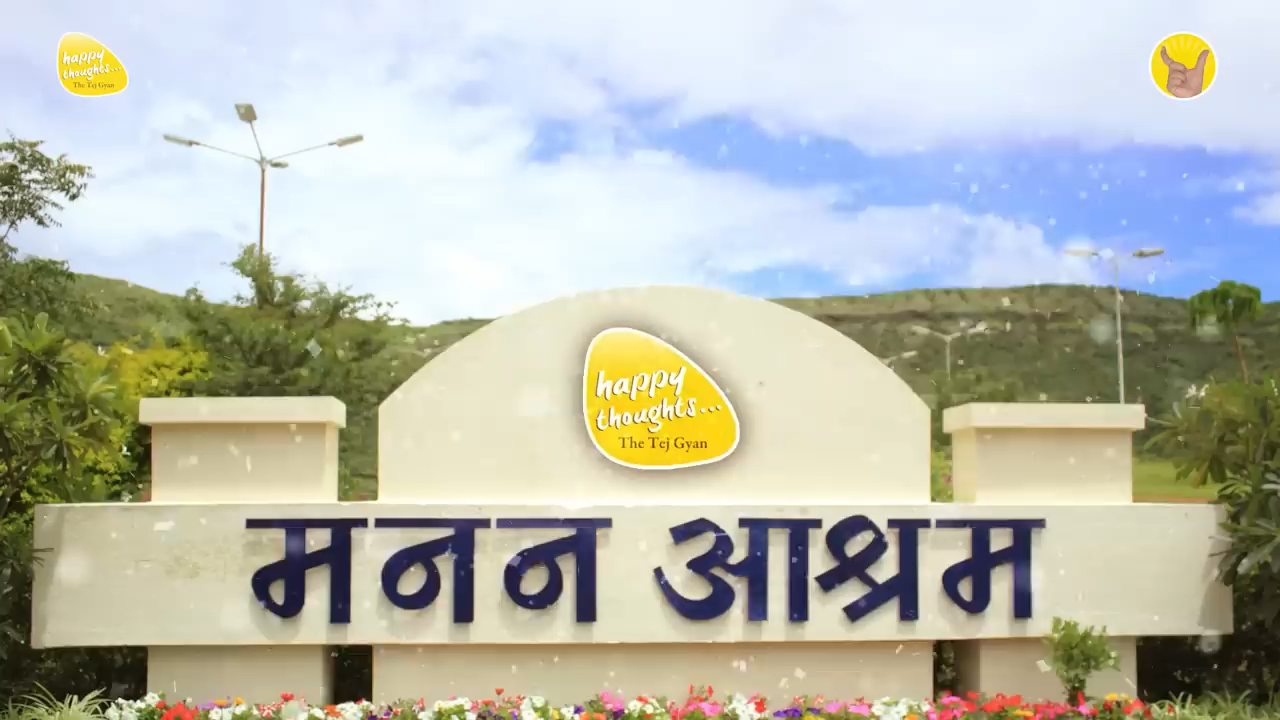 happy
thoughts...
The Tej Gyan
happy
thoughts...
The Tej Gyan
मनन आश्रम